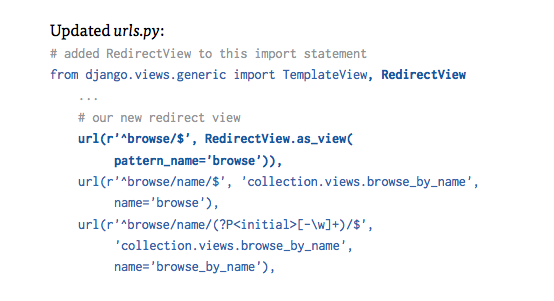 Updated urls.py:
# added RedirectView to this import statement
from django.views.generic import TemplateView, RedirectView
...
# our new redirect view
url(r'^browse/$', RedirectView.as_view(
pattern_name='browse')),
url(r'^browse/name/$', 'collection.views.browse_by_name',
name='browse'),
url(r'^browse/name/(?P<initial>[-\w]+)/$',
'collection.views.browse_by_name',
name='browse_by_name'),